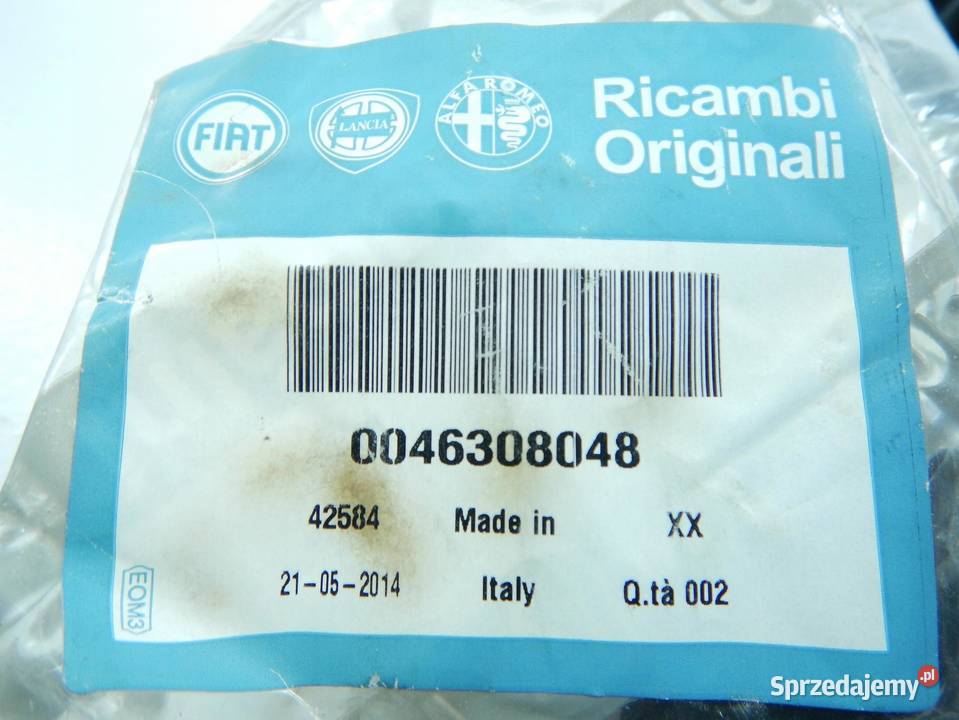 FIAT
LANCIA
ALFA ROMEO
Ricambi
Originali
0046308048
42584 Made in XX
21-05-2014 Italy Q.tà 002
EOM3
Sprzedajemy.pl